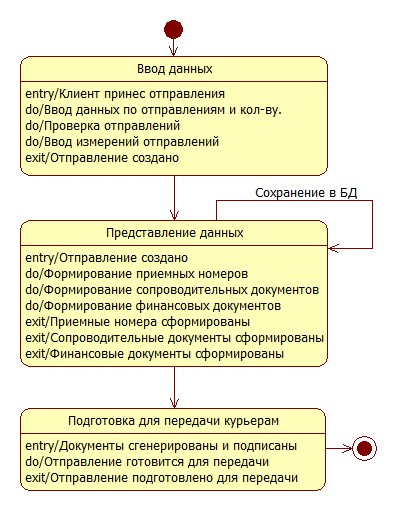 Ввод данных
entry/Клиент принес отправления
do/Ввод данных по отправлениям и кол-ву.
do/Проверка отправлений
do/Ввод измерений отправлений
exit/Отправление создано
Сохранение в БД
Представление данных
entry/Отправление создано
do/Формирование приемных номеров
do/Формирование сопроводительных документов
do/Формирование финансовых документов
exit/Приемные номера сформированы
exit/Сопроводительные документы сформированы
exit/Финансовые документы сформированы
Подготовка для передачи курьерам
entry/Документы сгенерированы и подписаны
do/Отправление готовится для передачи
exit/Отправление подготовлено для передачи